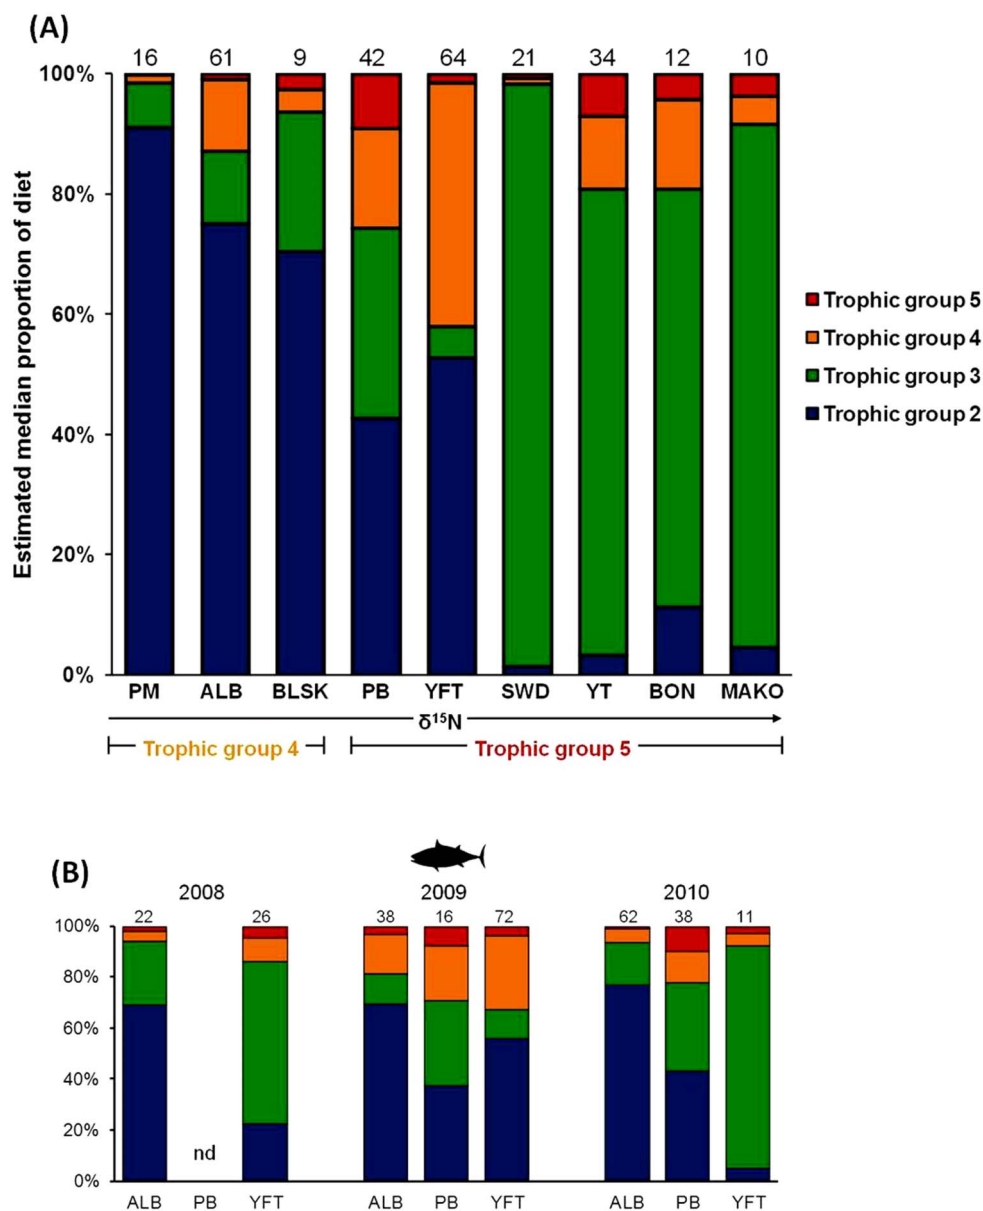 (A)
16 61 9 42 64 21 34 12 10
100%
80%
60%
40%
20%
0%
Estimated median proportion of diet
Trophic group 5
Trophic group 4
Trophic group 3
Trophic group 2
PM ALB BLSK PB YFT SWD YT BON MAKO
δ¹⁵N
Trophic group 4 Trophic group 5
(B)
2008 2009 2010
22 26 38 16 72 62 38 11
100%
80%
60%
40%
20%
0%
nd
ALB PB YFT ALB PB YFT ALB PB YFT